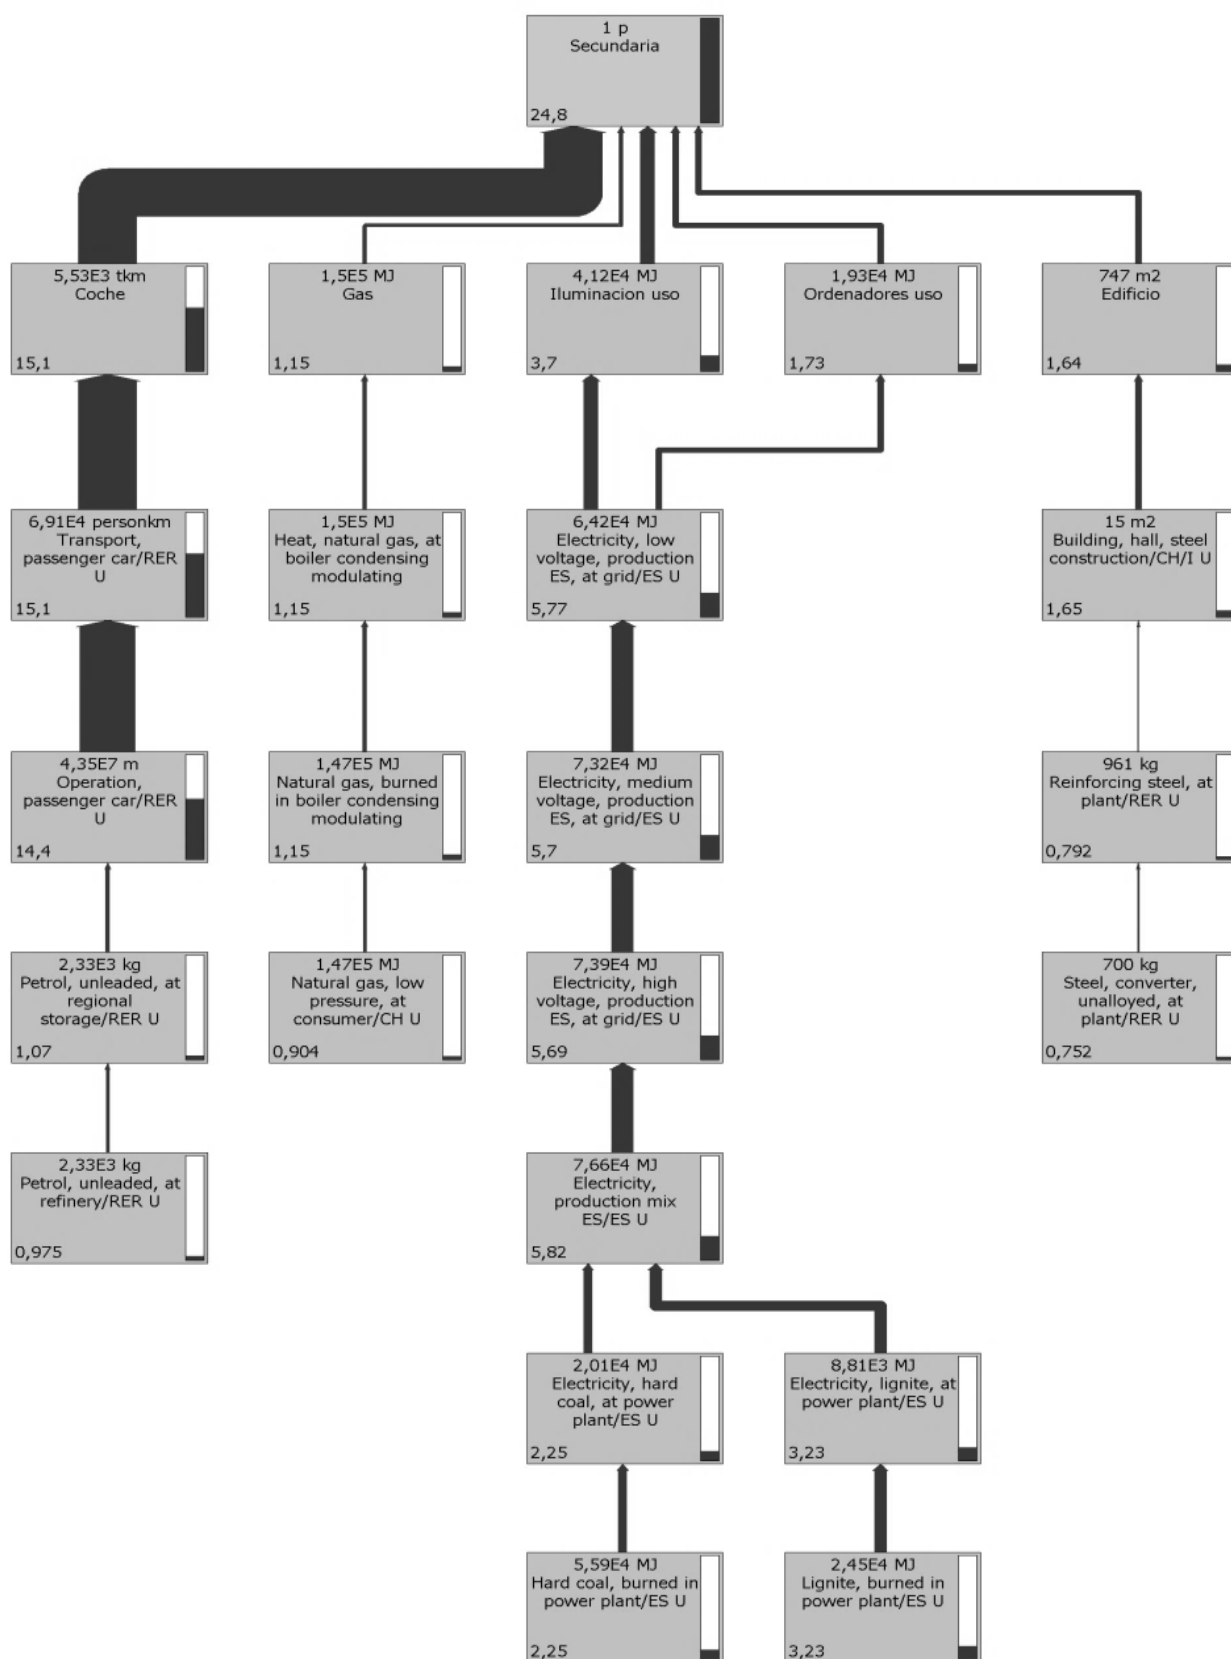 1 p
Secundaria
24,8
5,53E3 tkm
Coche
15,1
1,5E5 MJ
Gas
1,15
4,12E4 MJ
Iluminacion uso
3,7
1,93E4 MJ
Ordenadores uso
1,73
747 m2
Edificio
1,64
6,91E4 personkm
Transport,
passenger car/RER
U
15,1
1,5E5 MJ
Heat, natural gas, at
boiler condensing
modulating
1,15
6,42E4 MJ
Electricity, low
voltage, production
ES, at grid/ES U
5,77
15 m2
Building, hall, steel
construction/CH/I U
1,65
4,35E7 m
Operation,
passenger car/RER
U
14,4
1,47E5 MJ
Natural gas, burned
in boiler condensing
modulating
1,15
7,32E4 MJ
Electricity, medium
voltage, production
ES, at grid/ES U
5,7
961 kg
Reinforcing steel, at
plant/RER U
0,792
2,33E3 kg
Petrol, unleaded, at
regional
storage/RER U
1,07
1,47E5 MJ
Natural gas, low
pressure, at
consumer/CH U
0,904
7,39E4 MJ
Electricity, high
voltage, production
ES, at grid/ES U
5,69
700 kg
Steel, converter,
unalloyed, at
plant/RER U
0,752
2,33E3 kg
Petrol, unleaded, at
refinery/RER U
0,975
7,66E4 MJ
Electricity,
production mix
ES/ES U
5,82
2,01E4 MJ
Electricity, hard
coal, at power
plant/ES U
2,25
8,81E3 MJ
Electricity, lignite, at
power plant/ES U
3,23
5,59E4 MJ
Hard coal, burned in
power plant/ES U
2,25
2,45E4 MJ
Lignite, burned in
power plant/ES U
3,23